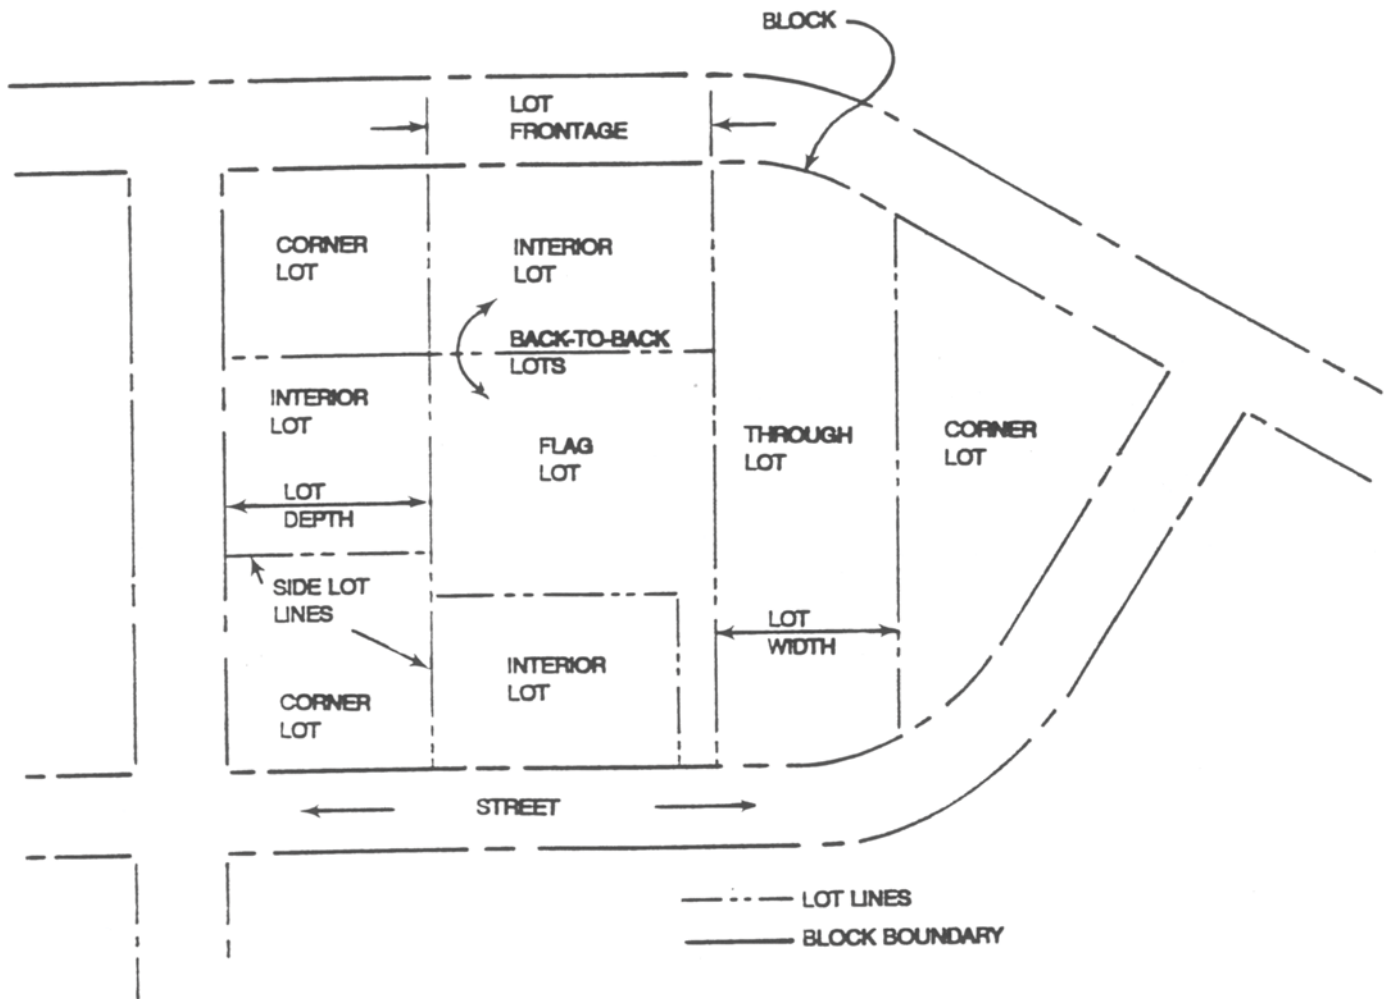 BLOCK
LOT
FRONTAGE
CORNER
LOT
INTERIOR
LOT
BACK-TO-BACK
LOTS
INTERIOR
LOT
FLAG
LOT
THROUGH
LOT
CORNER
LOT
LOT
DEPTH
SIDE LOT
LINES
LOT
WIDTH
INTERIOR
LOT
CORNER
LOT
STREET
LOT LINES
BLOCK BOUNDARY